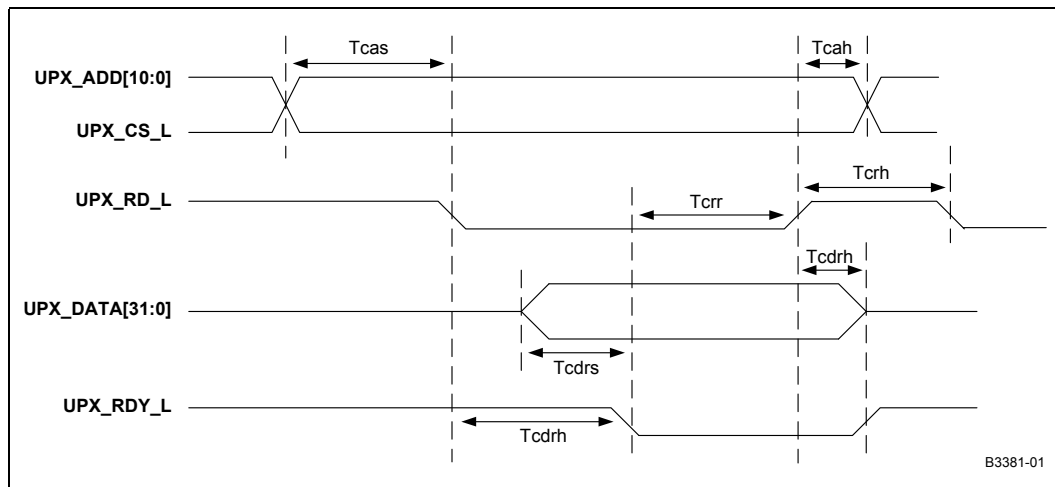 Tcas
Tcah
UPX_ADD[10:0]
UPX_CS_L
Tcrh
UPX_RD_L
Tcrr
Tcdrh
UPX_DATA[31:0]
Tcdrs
UPX_RDY_L
Tcdrh
B3381-01